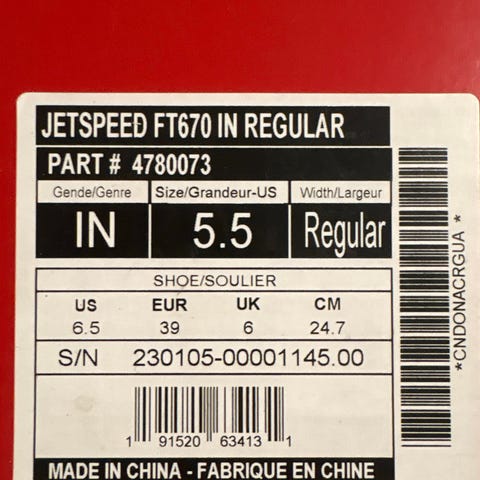 JETSPEED FT670 IN REGULAR
PART # 4780073
Gende/Genre Size/Grandeur-US Width/Largeur
IN 5.5 Regular
SHOE/SOULIER
US EUR UK CM
6.5 39 6 24.7
S/N 230105-00001145.00
1 91520 63413 1
MADE IN CHINA - FABRIQUE EN CHINE
*CNDONACRGUA*